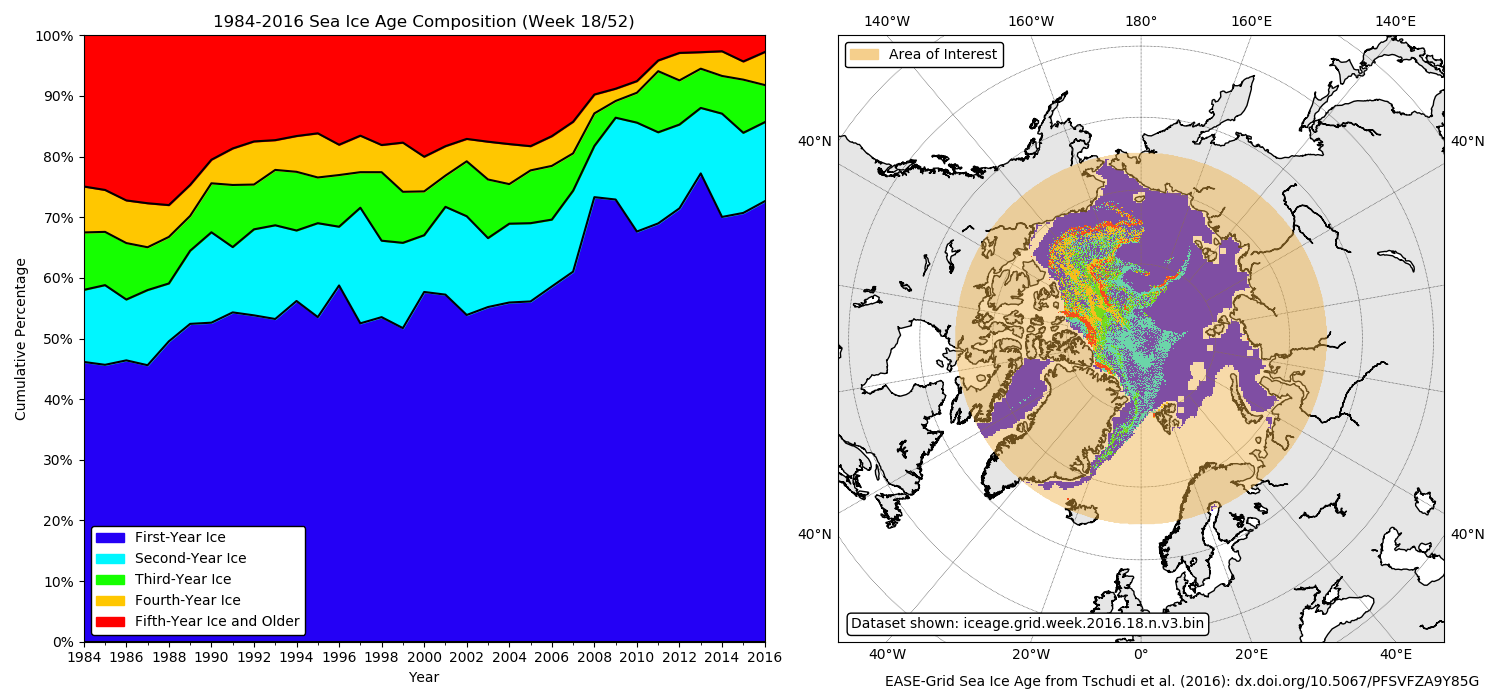 1984-2016 Sea Ice Age Composition (Week 18/52)
100%
90%
80%
70%
60%
50%
40%
30%
20%
10%
0%
Cumulative Percentage
First-Year Ice
Second-Year Ice
Third-Year Ice
Fourth-Year Ice
Fifth-Year Ice and Older
1984 1986 1988 1990 1992 1994 1996 1998 2000 2002 2004 2006 2008 2010 2012 2014 2016
Year
140°W 160°W 180° 160°E 140°E
Area of Interest
40°N 40°N
40°N 40°N
Dataset shown: iceage.grid.week.2016.18.n.v3.bin
40°W 20°W 0° 20°E 40°E
EASE-Grid Sea Ice Age from Tschudi et al. (2016): dx.doi.org/10.5067/PFSVFZA9Y85G